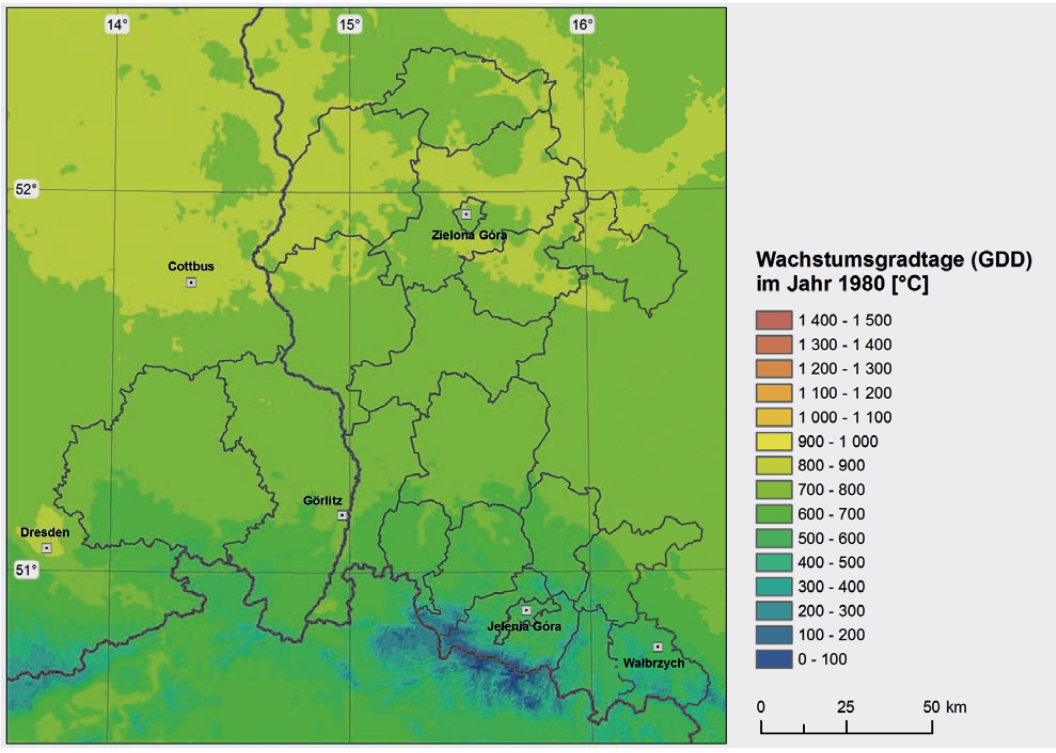 14°
15°
16°
52°
Zielona Góra
Cottbus
Görlitz
Dresden
51°
Jelenia Góra
Wałbrzych
Wachstumsgradtage (GDD)
im Jahr 1980 [°C]
1 400 - 1 500
1 300 - 1 400
1 200 - 1 300
1 100 - 1 200
1 000 - 1 100
900 - 1 000
800 - 900
700 - 800
600 - 700
500 - 600
400 - 500
300 - 400
200 - 300
100 - 200
0 - 100
0 25 50 km